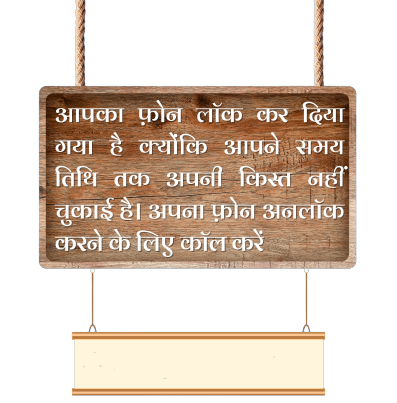 आपका फ़ोन लॉक कर दिया
गया है क्योंकि आपने समय
तिथि तक अपनी किस्त नहीं
चुकाई है। अपना फ़ोन अनलॉक
करने के लिए कॉल करें